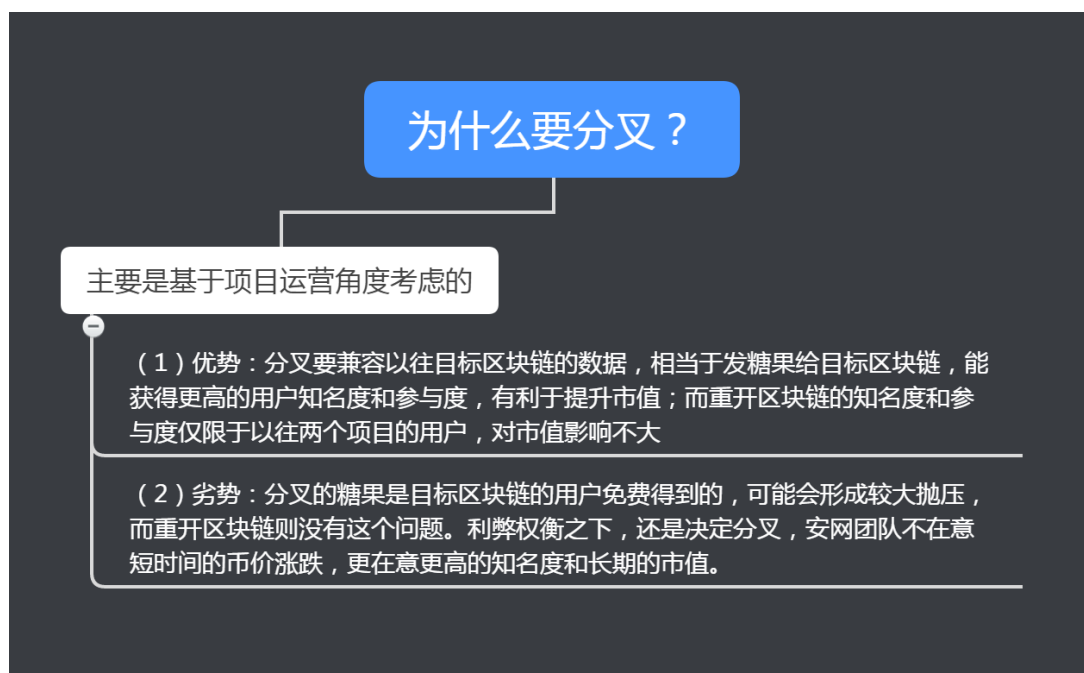 为什么要分叉？
主要是基于项目运营角度考虑的
（1）优势：分叉要兼容以往目标区块链的数据，相当于发糖果给目标区块链，能
获得更高的用户知名度和参与度，有利于提升市值；而重开区块链的知名度和参
与度仅限于以往两个项目的用户，对市值影响不大
（2）劣势：分叉的糖果是目标区块链的用户免费得到的，可能会形成较大抛压，
而重开区块链则没有这个问题。利弊权衡之下，还是决定分叉，安网团队不在意
短时间的币价涨跌，更在意更高的知名度和长期的市值。